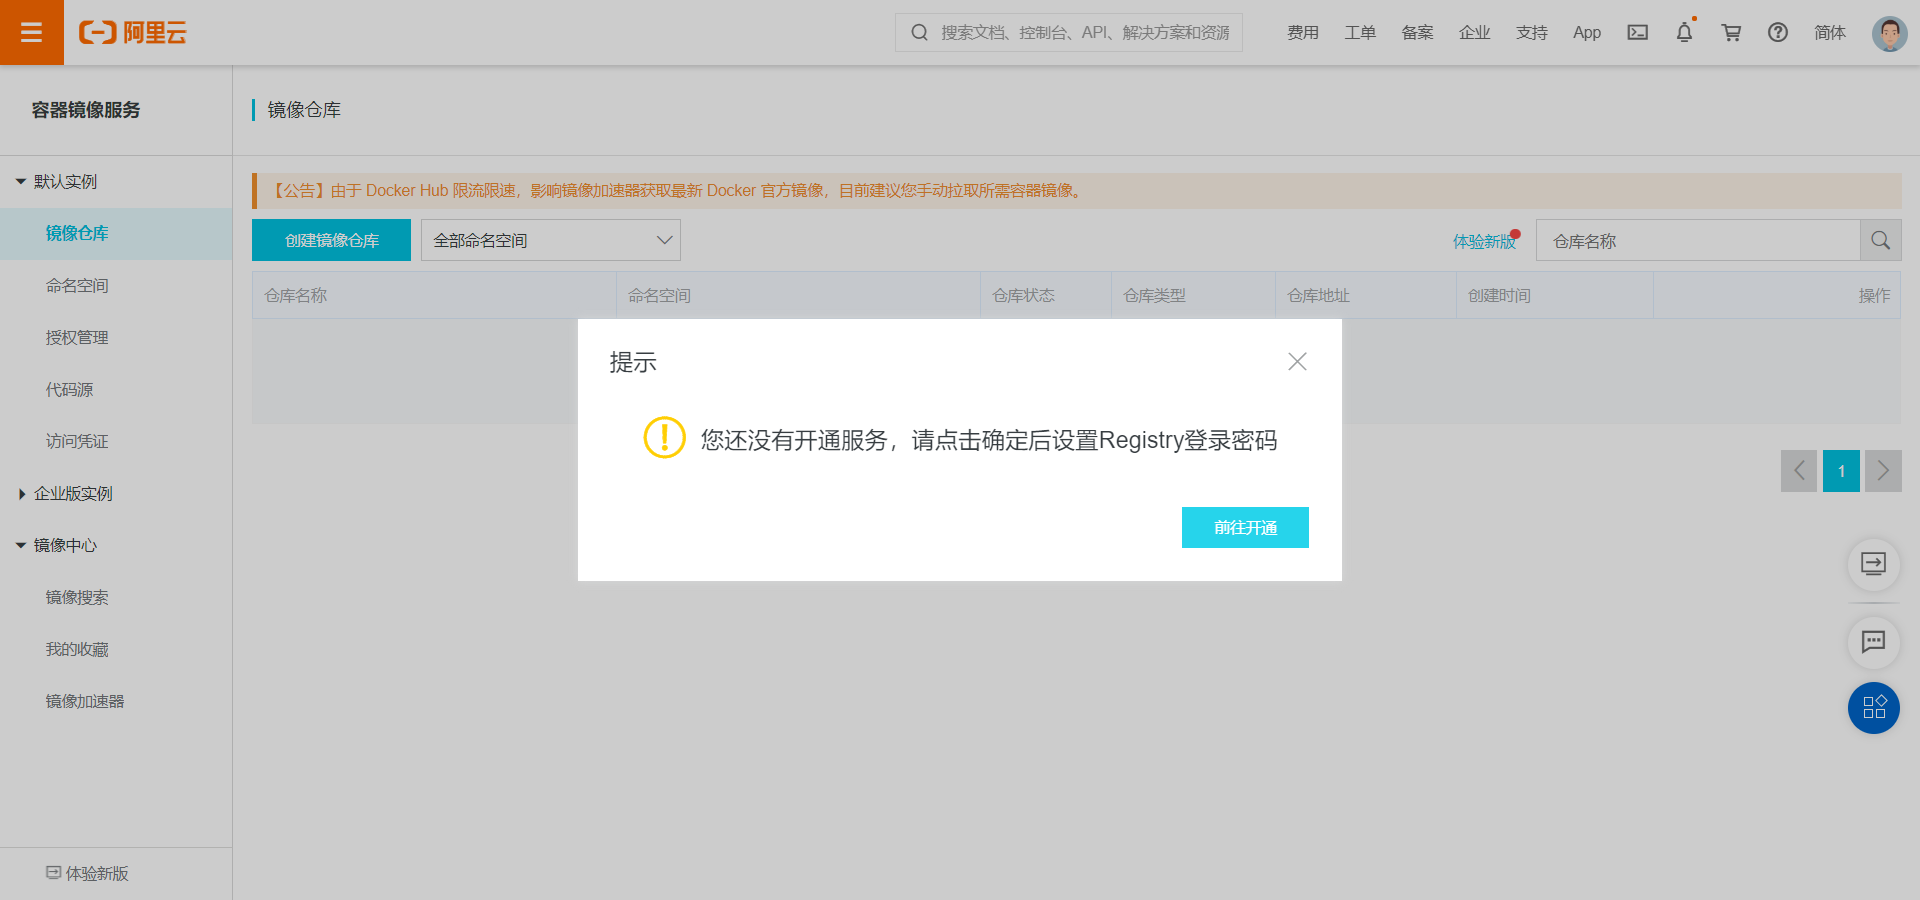 阿里云
搜索文档、控制台、API、解决方案和资源
费用
工单
备案
企业
支持
App
简体
容器镜像服务
镜像仓库
默认实例
镜像仓库
命名空间
授权管理
代码源
访问凭证
企业版实例
镜像中心
镜像搜索
我的收藏
镜像加速器
体验新版
【公告】由于 Docker Hub 限流限速，影响镜像加速器获取最新 Docker 官方镜像，目前建议您手动拉取所需容器镜像。
创建镜像仓库
全部命名空间
体验新版
仓库名称
仓库名称
命名空间
仓库状态
仓库类型
仓库地址
创建时间
操作
提示
您还没有开通服务，请点击确定后设置Registry登录密码
前往开通
1